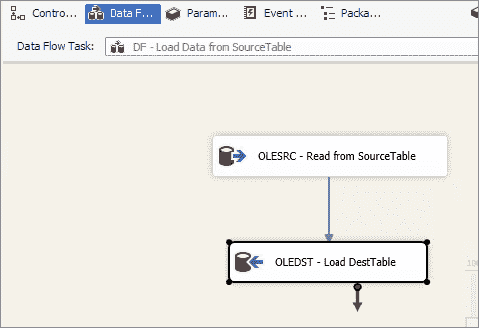 Contro...
Data F...
Param...
Event ...
Packa...
Data Flow Task:
DF - Load Data from SourceTable
OLESRC - Read from SourceTable
OLEDST - Load DestTable